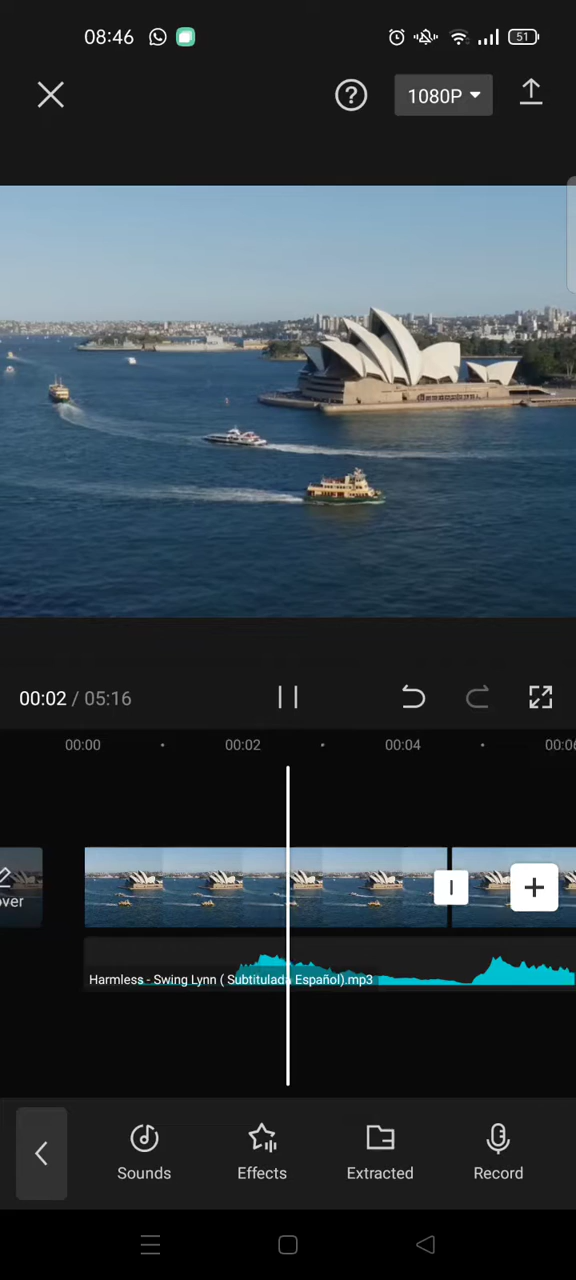 08:46
51
?
1080P
00:02 / 05:16
00:00
00:02
00:04
00:06
over
Harmless - Swing Lynn ( Subtitulada Español).mp3
Sounds
Effects
Extracted
Record